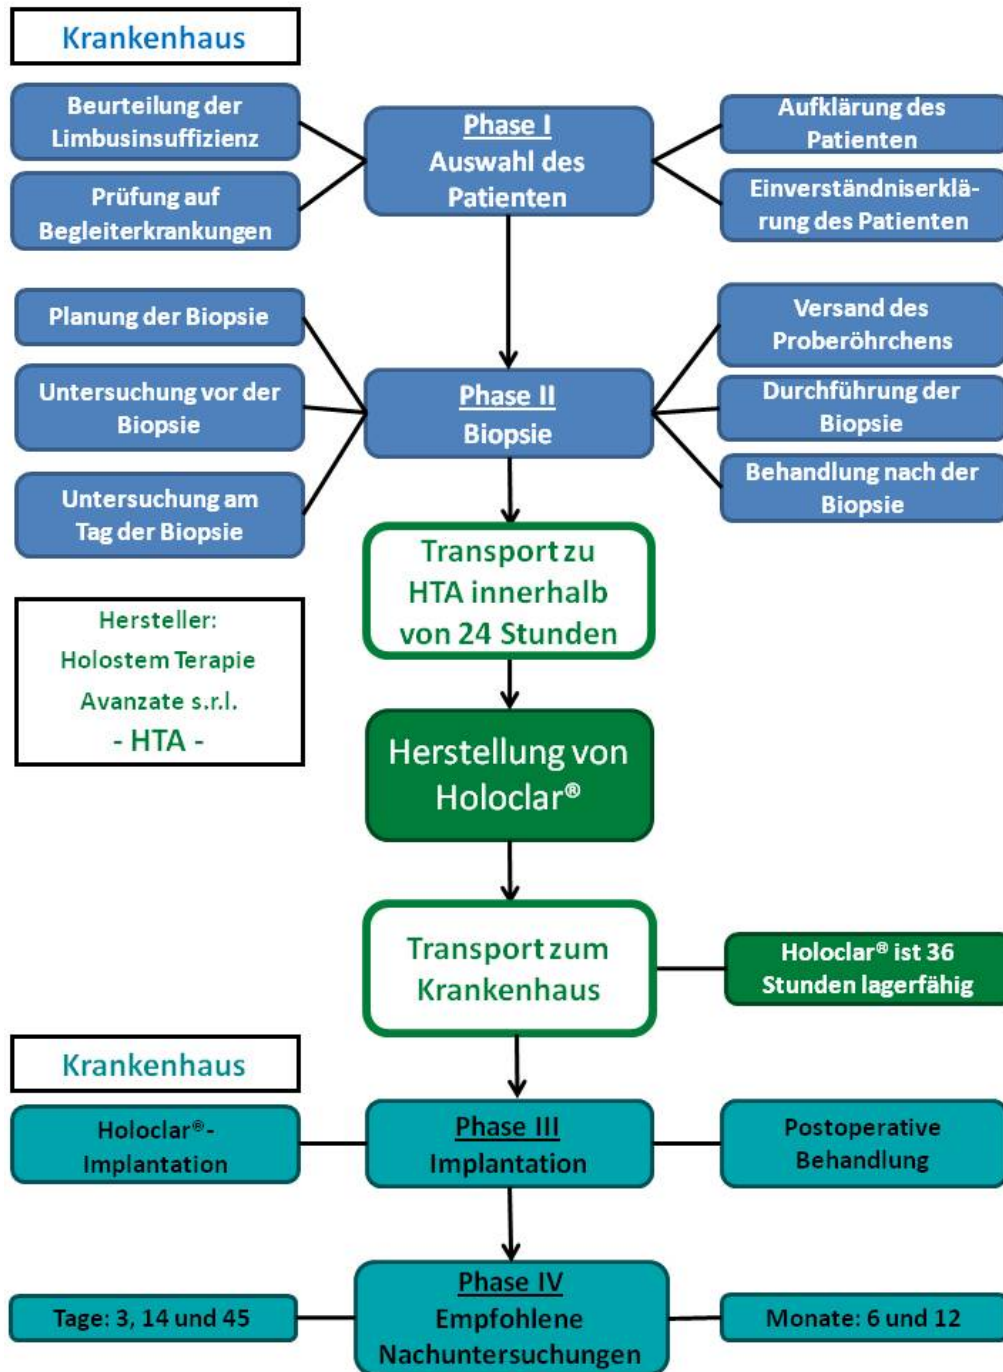 Krankenhaus
Beurteilung der
Limbusinsuffizienz
Prüfung auf
Begleiterkrankungen
Phase I
Auswahl des
Patienten
Aufklärung des
Patienten
Einverständniserklä-
rung des Patienten
Planung der Biopsie
Untersuchung vor der
Biopsie
Untersuchung am
Tag der Biopsie
Phase II
Biopsie
Versand des
Proberöhrchens
Durchführung der
Biopsie
Behandlung nach der
Biopsie
Transport zu
HTA innerhalb
von 24 Stunden
Hersteller:
Holostem Terapie
Avanzate s.r.l.
- HTA -
Herstellung von
Holoclar®
Transport zum
Krankenhaus
Holoclar® ist 36
Stunden lagerfähig
Krankenhaus
Holoclar®-
Implantation
Phase III
Implantation
Postoperative
Behandlung
Tage: 3, 14 und 45
Phase IV
Empfohlene
Nachuntersuchungen
Monate: 6 und 12